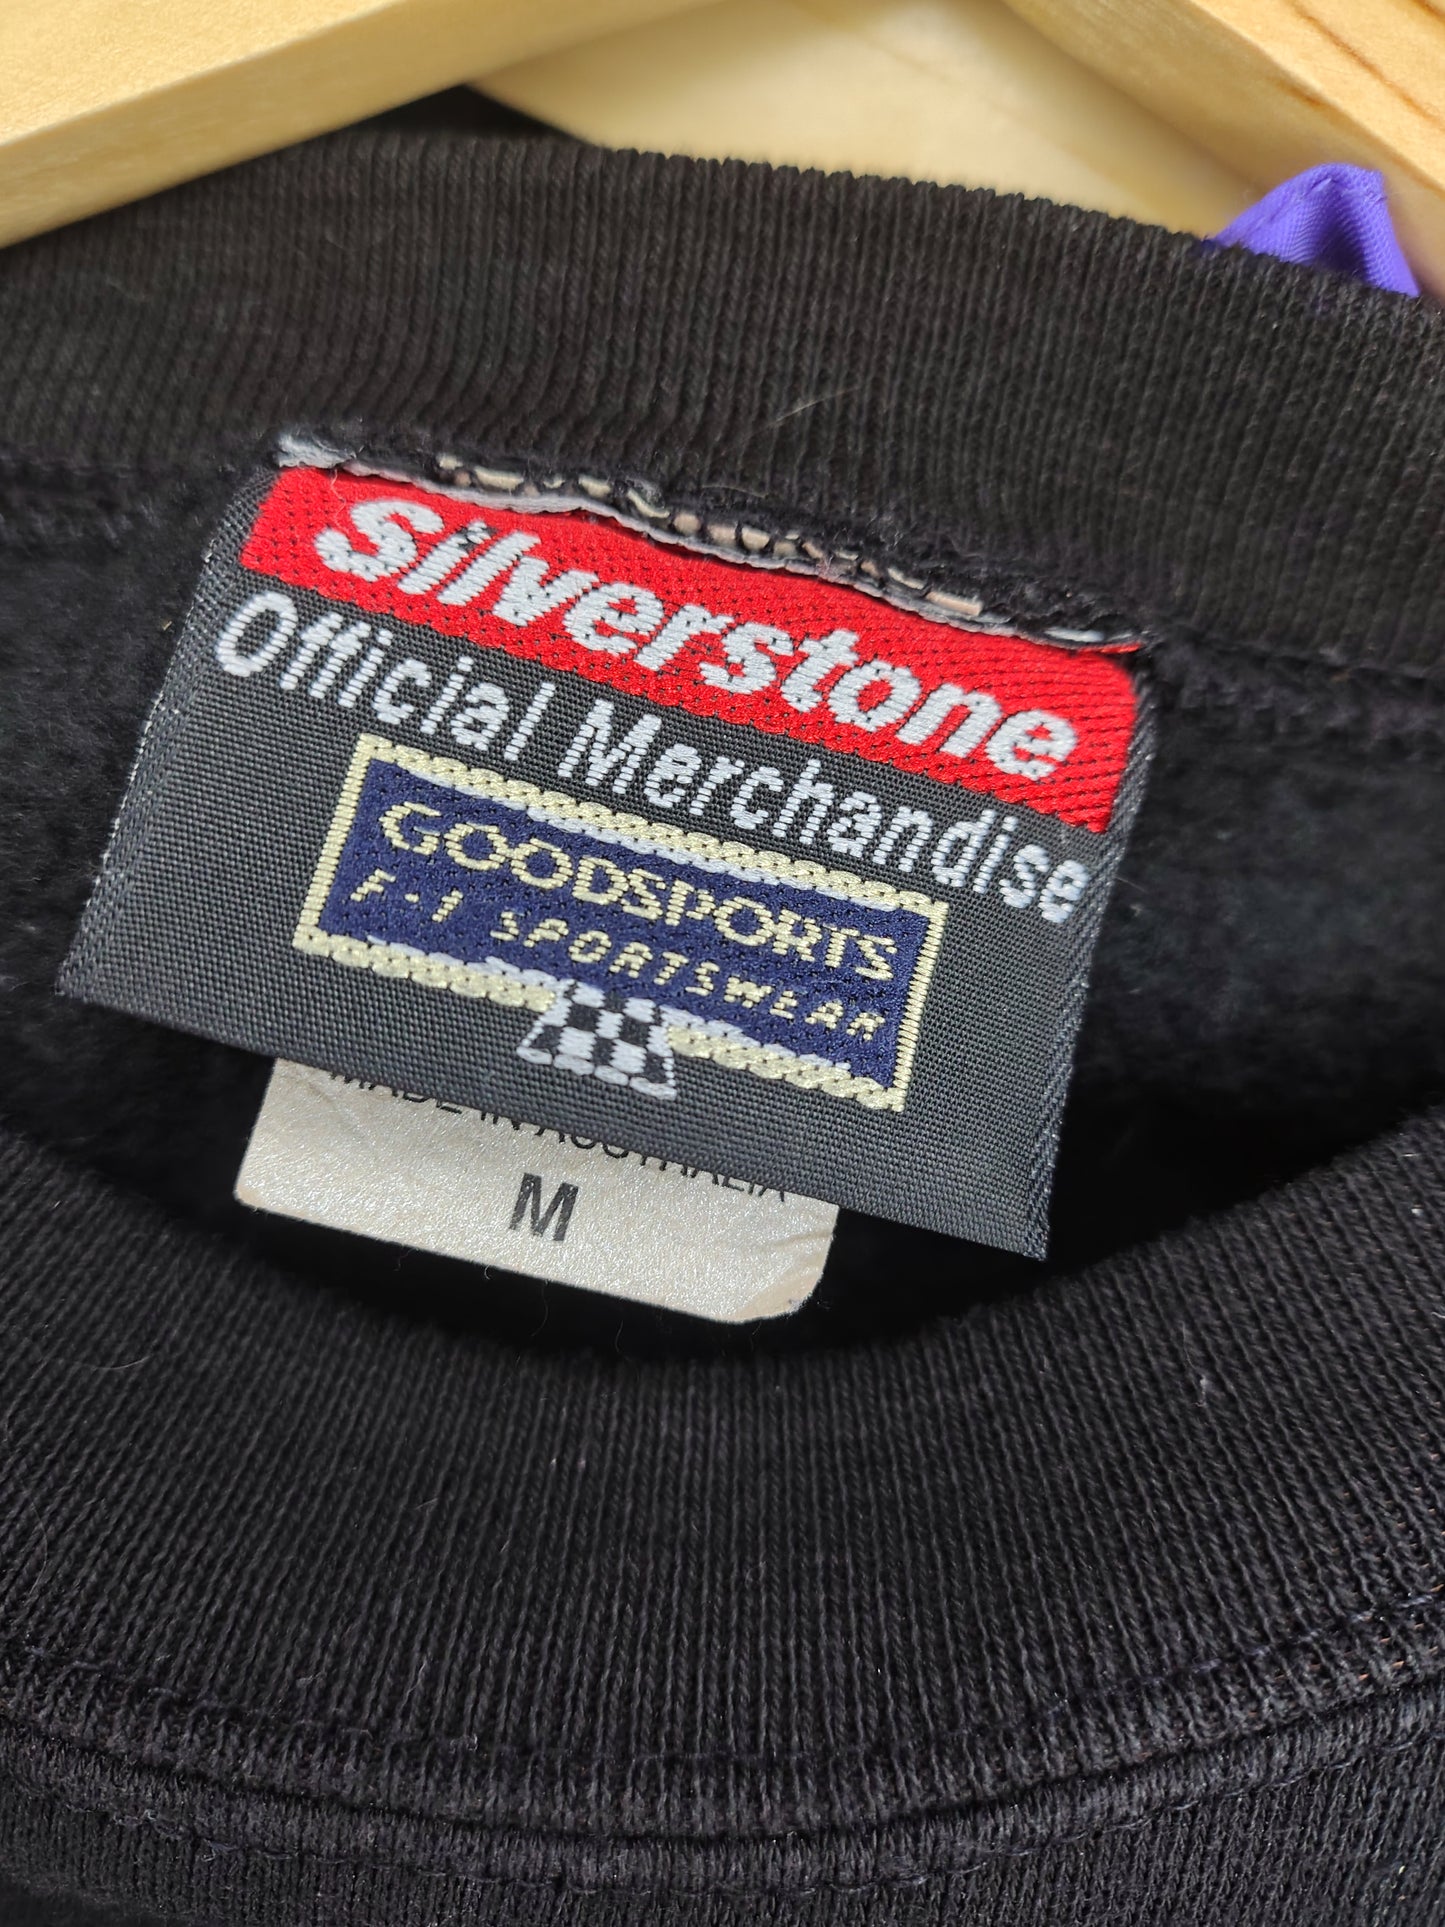 Silverstone
Official Merchandise
GOODSPORTS
F-1 SPORTSWEAR
MADE IN AUSTRALIA
M